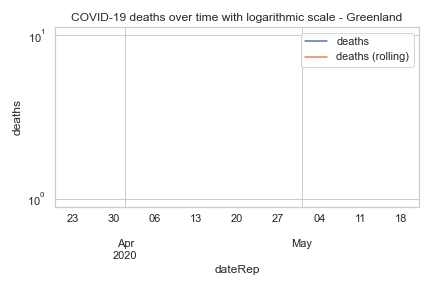 COVID-19 deaths over time with logarithmic scale - Greenland
10¹
deaths
deaths (rolling)
deaths
10⁰
23 30 06 13 20 27 04 11 18
Apr May
2020
dateRep